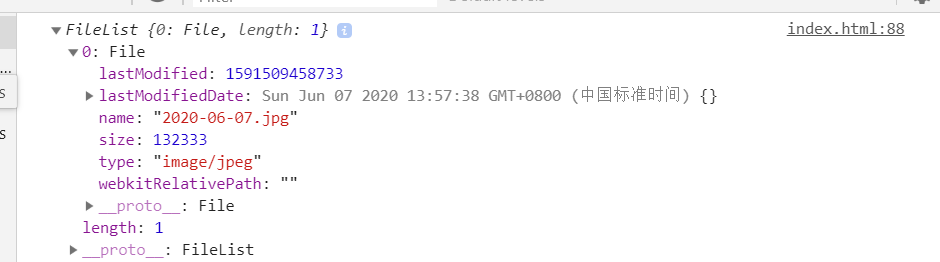 FileList {0: File, length: 1} i index.html:88
0: File
lastModified: 1591509458733
lastModifiedDate: Sun Jun 07 2020 13:57:38 GMT+0800 (中国标准时间) {}
name: "2020-06-07.jpg"
size: 132333
type: "image/jpeg"
webkitRelativePath: ""
__proto__: File
length: 1
__proto__: FileList